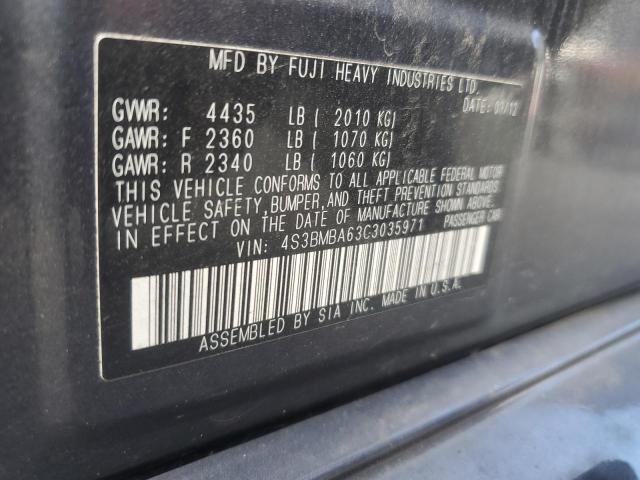 MFD BY FUJI HEAVY INDUSTRIES LTD.
DATE: 01/12
GVWR: 4435 LB ( 2010 KG)
GAWR: F 2360 LB ( 1070 KG)
GAWR: R 2340 LB ( 1060 KG)
THIS VEHICLE CONFORMS TO ALL APPLICABLE FEDERAL MOTOR
VEHICLE SAFETY, BUMPER, AND THEFT PREVENTION STANDARDS
IN EFFECT ON THE DATE OF MANUFACTURE SHOWN ABOVE.
VIN: 4S3BMBA63C3035971 PASSENGER CAR
ASSEMBLED BY SIA INC. MADE IN U.S.A.